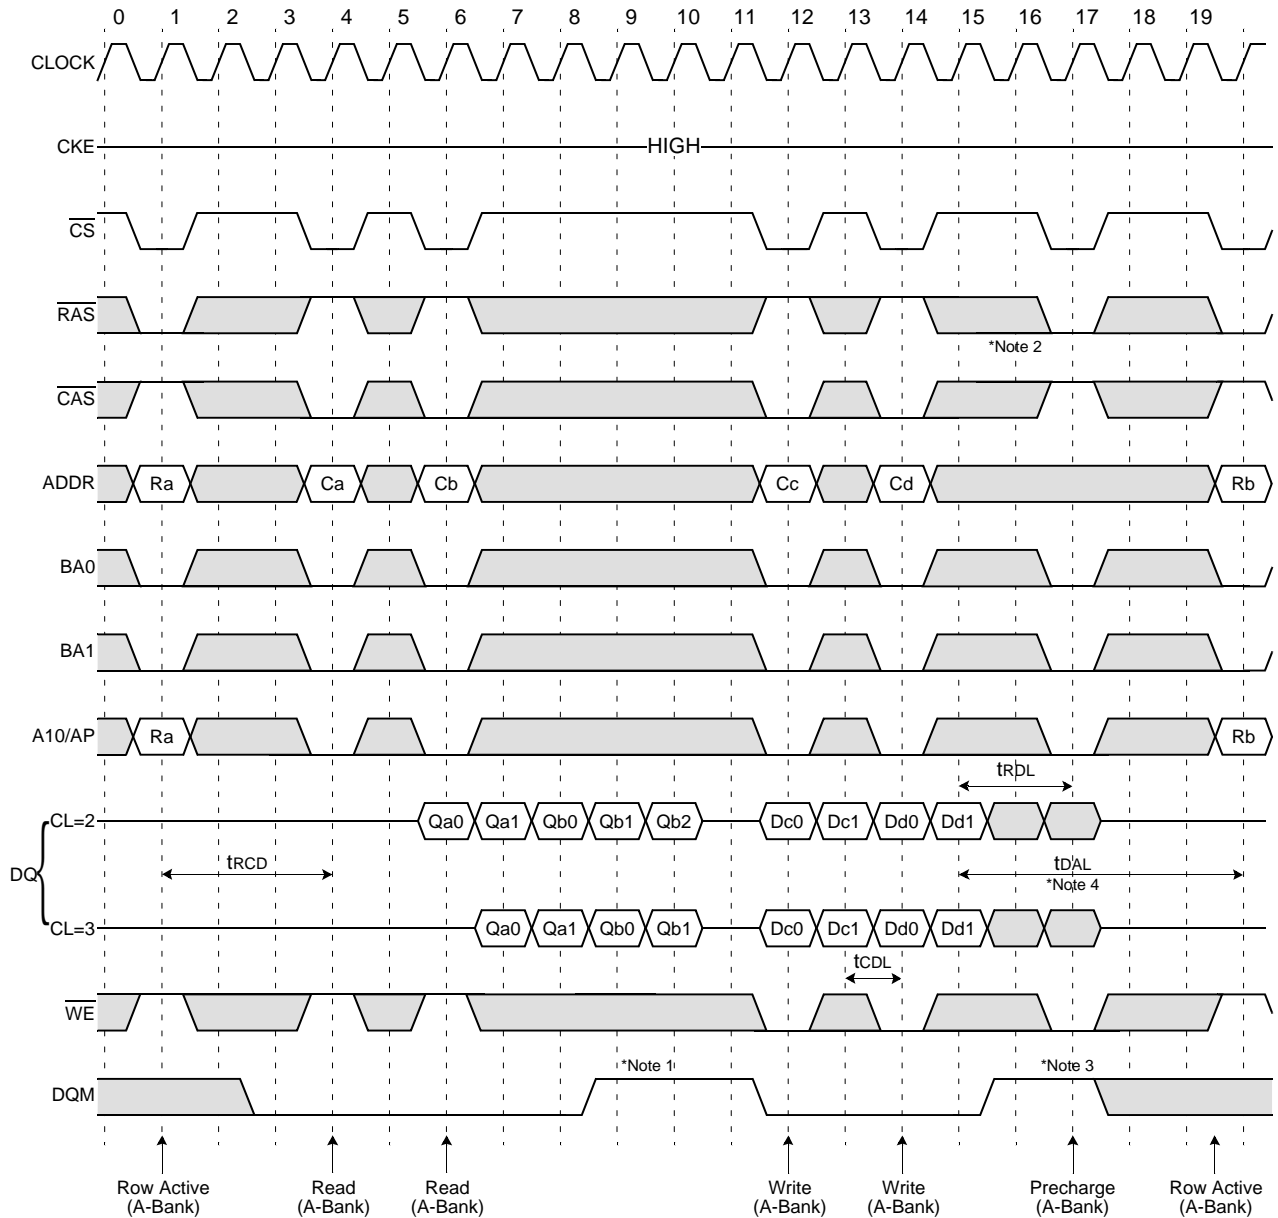 0 1 2 3 4 5 6 7 8 9 10 11 12 13 14 15 16 17 18 19
CLOCK
CKE HIGH
CS
RAS
*Note 2
CAS
ADDR Ra Ca Cb Cc Cd Rb
BA0
BA1
A10/AP Ra Rb
tRDL
CL=2 Qa0 Qa1 Qb0 Qb1 Qb2 Dc0 Dc1 Dd0 Dd1
DQ tRCD tDAL
*Note 4
CL=3 Qa0 Qa1 Qb0 Qb1 Dc0 Dc1 Dd0 Dd1
tCDL
WE
*Note 1 *Note 3
DQM
Row Active Read Read Write Write Precharge Row Active
(A-Bank) (A-Bank) (A-Bank) (A-Bank) (A-Bank) (A-Bank) (A-Bank)